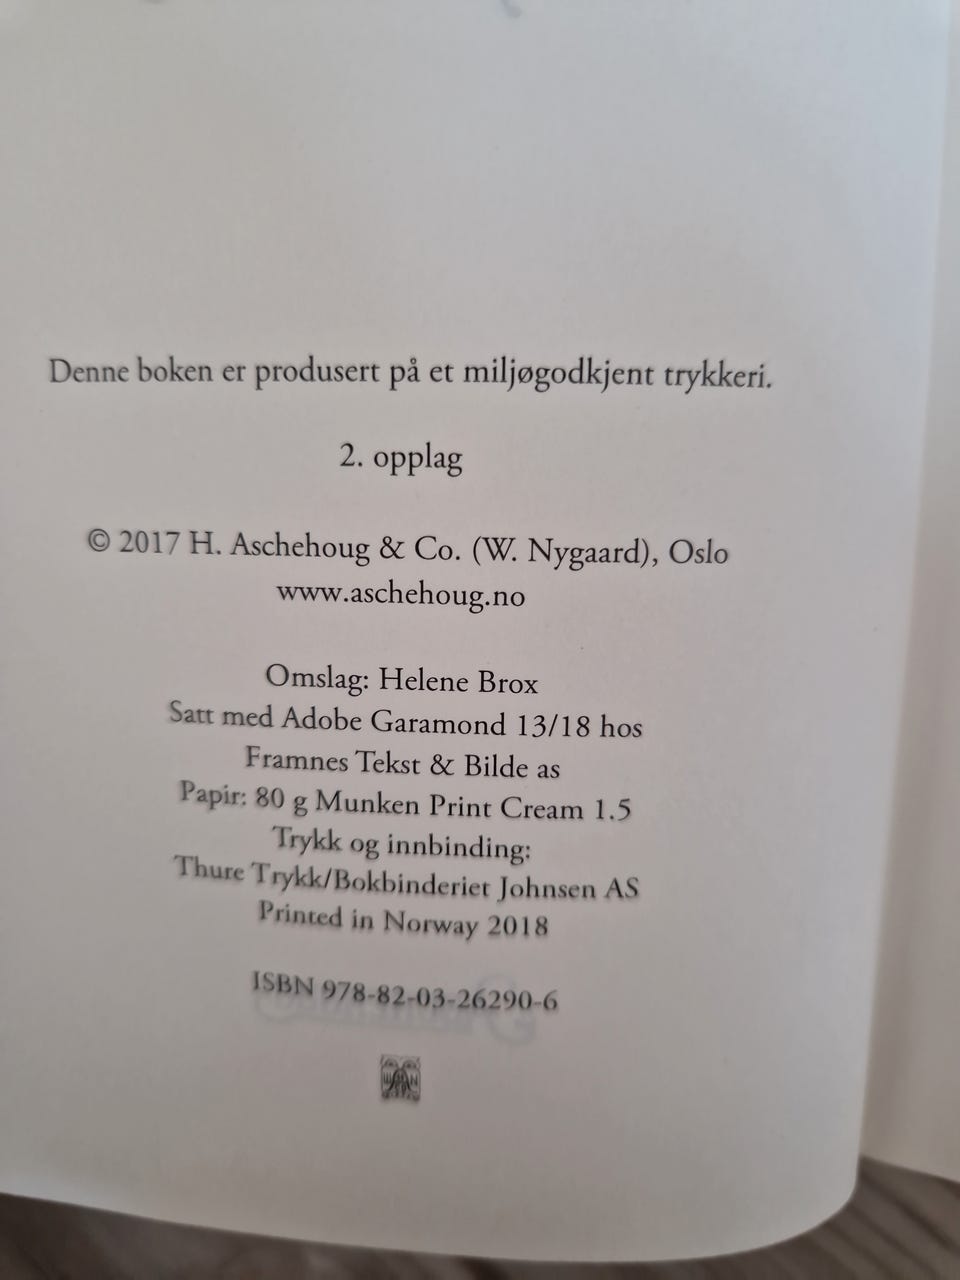 Denne boken er produsert på et miljøgodkjent trykkeri.
2. opplag
© 2017 H. Aschehoug & Co. (W. Nygaard), Oslo
www.aschehoug.no
Omslag: Helene Brox
Satt med Adobe Garamond 13/18 hos
Framnes Tekst & Bilde as
Papir: 80 g Munken Print Cream 1.5
Trykk og innbinding:
Thure Trykk/Bokbinderiet Johnsen AS
Printed in Norway 2018
ISBN 978-82-03-26290-6